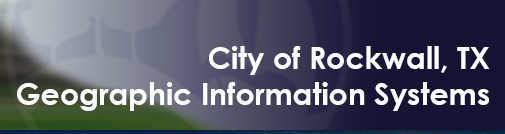 City of Rockwall, TX
Geographic Information Systems